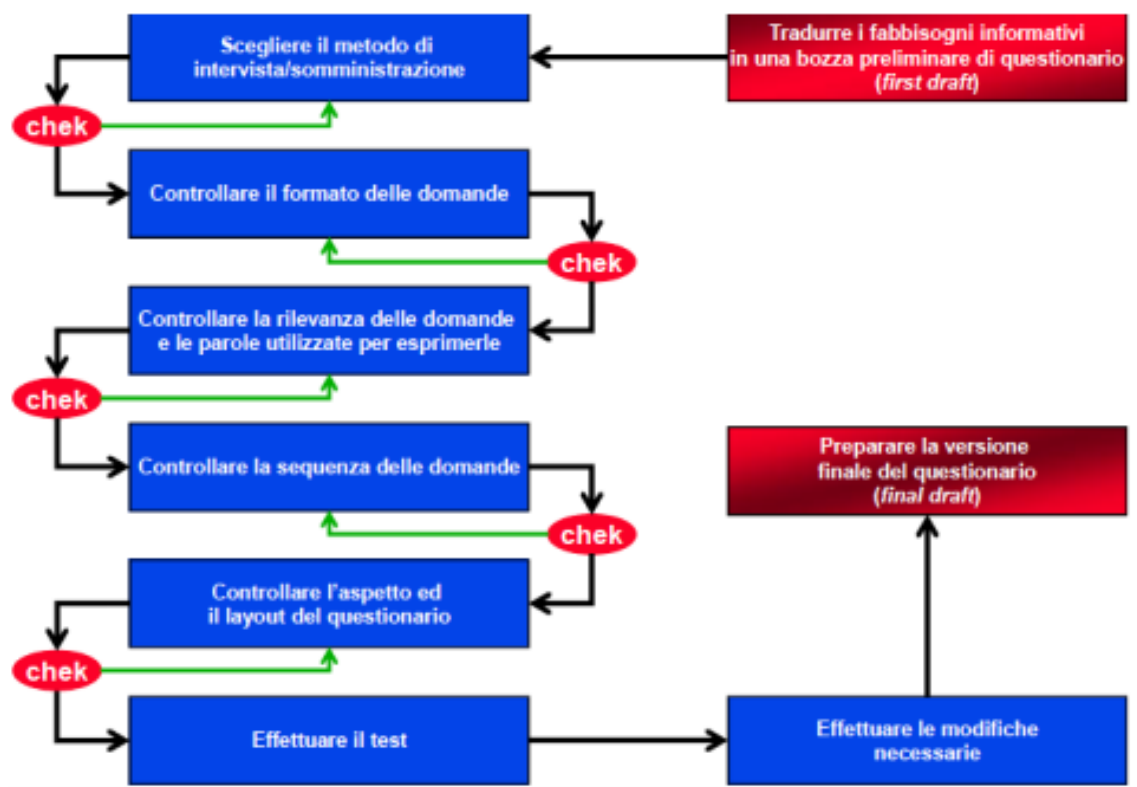 Tradurre i fabbisogni informativi
in una bozza preliminare di questionario
(first draft)
Scegliere il metodo di
intervista/somministrazione
chek
Controllare il formato delle domande
chek
Controllare la rilevanza delle domande
e le parole utilizzate per esprimerle
chek
Controllare la sequenza delle domande
chek
Controllare l'aspetto ed
il layout del questionario
chek
Effettuare il test
Effettuare le modifiche
necessarie
Preparare la versione
finale del questionario
(final draft)